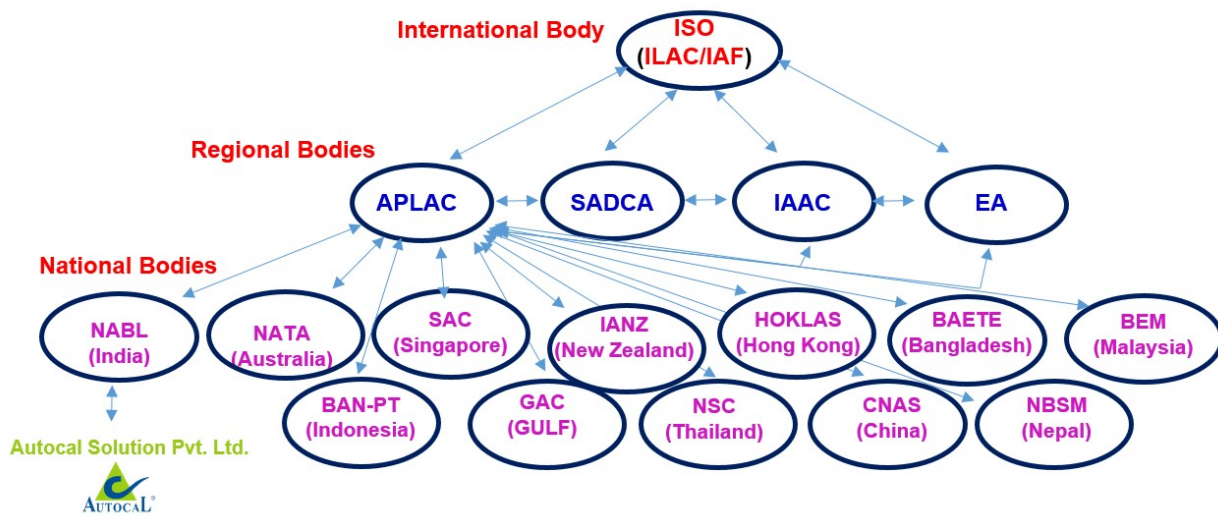 International Body
ISO
(ILAC/IAF)
Regional Bodies
APLAC
SADCA
IAAC
EA
National Bodies
NABL
(India)
NATA
(Australia)
SAC
(Singapore)
IANZ
(New Zealand)
HOKLAS
(Hong Kong)
BAETE
(Bangladesh)
BEM
(Malaysia)
BAN-PT
(Indonesia)
GAC
(GULF)
NSC
(Thailand)
CNAS
(China)
NBSM
(Nepal)
Autocal Solution Pvt. Ltd.
AUTOCAL®